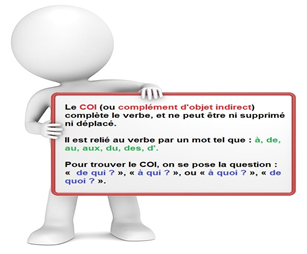 Le COI (ou complément d'objet indirect)
complète le verbe, et ne peut être ni supprimé
ni déplacé.
Il est relié au verbe par un mot tel que : à, de,
au, aux, du, des, d'.
Pour trouver le COI, on se pose la question :
« de qui ? », « à qui ? », ou « à quoi ? », « de
quoi ? ».